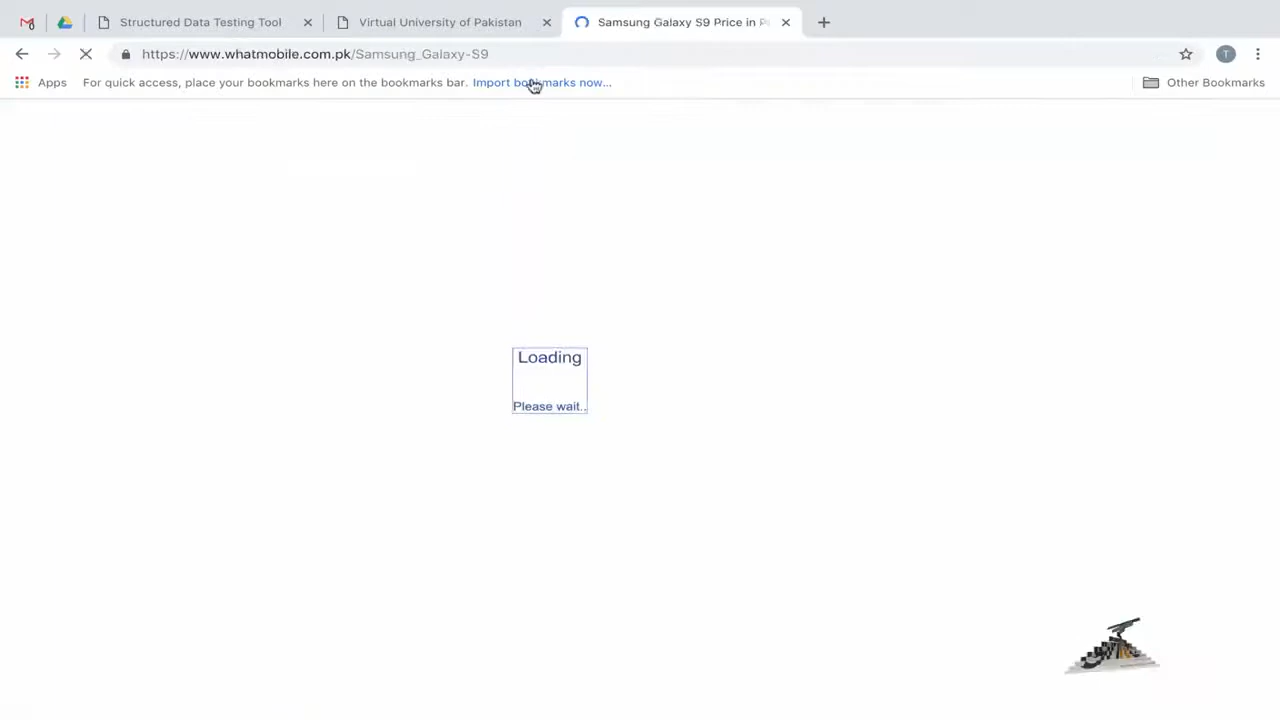 Structured Data Testing Tool
Virtual University of Pakistan
Samsung Galaxy S9 Price in P
https://www.whatmobile.com.pk/Samsung_Galaxy-S9
T
Apps
For quick access, place your bookmarks here on the bookmarks bar. Import bookmarks now...
Other Bookmarks
Loading
Please wait..